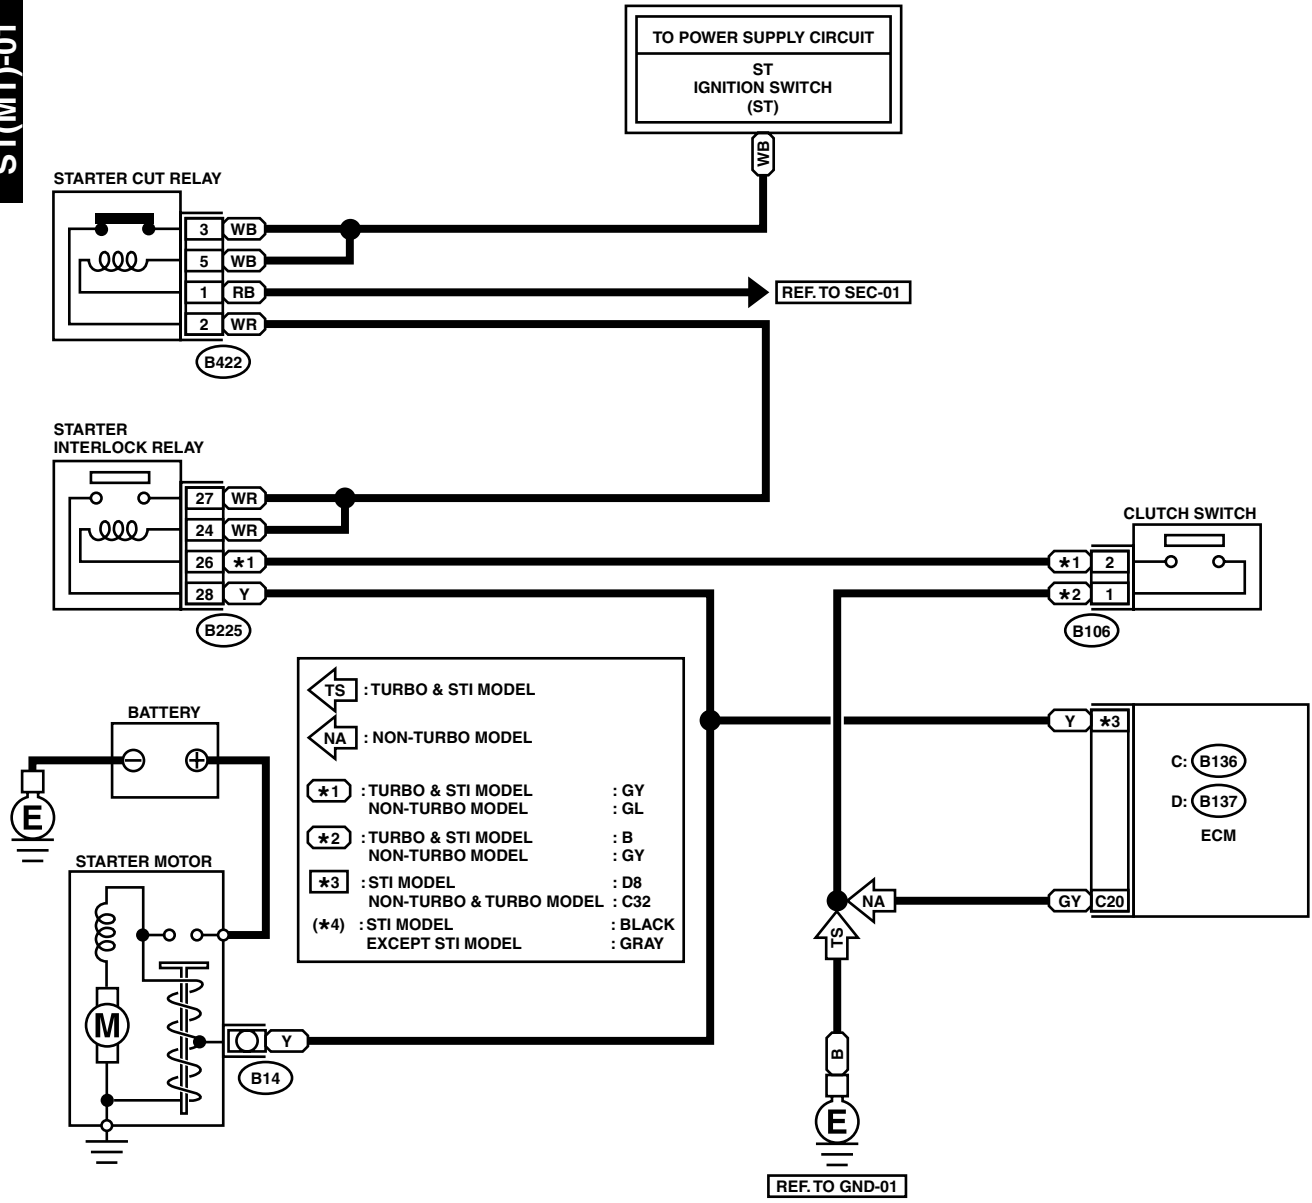 ST(MT)-01
TO POWER SUPPLY CIRCUIT
ST
IGNITION SWITCH
(ST)
WB
STARTER CUT RELAY
3 WB
5 WB
1 RB
REF. TO SEC-01
2 WR
B422
STARTER
INTERLOCK RELAY
27 WR
24 WR
26 *1
28 Y
B225
CLUTCH SWITCH
*1 2
*2 1
B106
TS : TURBO & STI MODEL
NA : NON-TURBO MODEL
*1 : TURBO & STI MODEL : GY
NON-TURBO MODEL : GL
*2 : TURBO & STI MODEL : B
NON-TURBO MODEL : GY
*3 : STI MODEL : D8
NON-TURBO & TURBO MODEL : C32
(*4) : STI MODEL : BLACK
EXCEPT STI MODEL : GRAY
BATTERY
− +
E
STARTER MOTOR
M
Y
B14
Y *3
C: B136
D: B137
ECM
NA
GY C20
TS
B
E
REF. TO GND-01